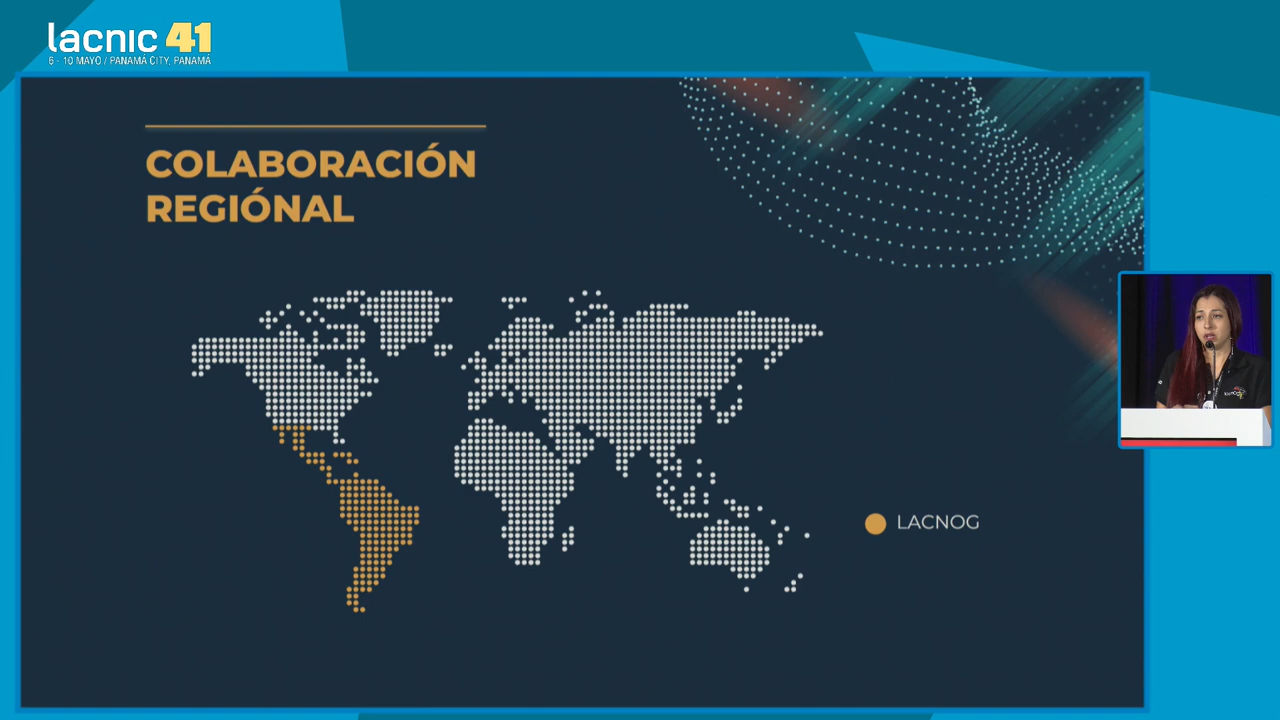 lacnic 41
6 - 10 MAYO / PANAMÁ CITY, PANAMÁ
COLABORACIÓN
REGIÓNAL
LACNOG